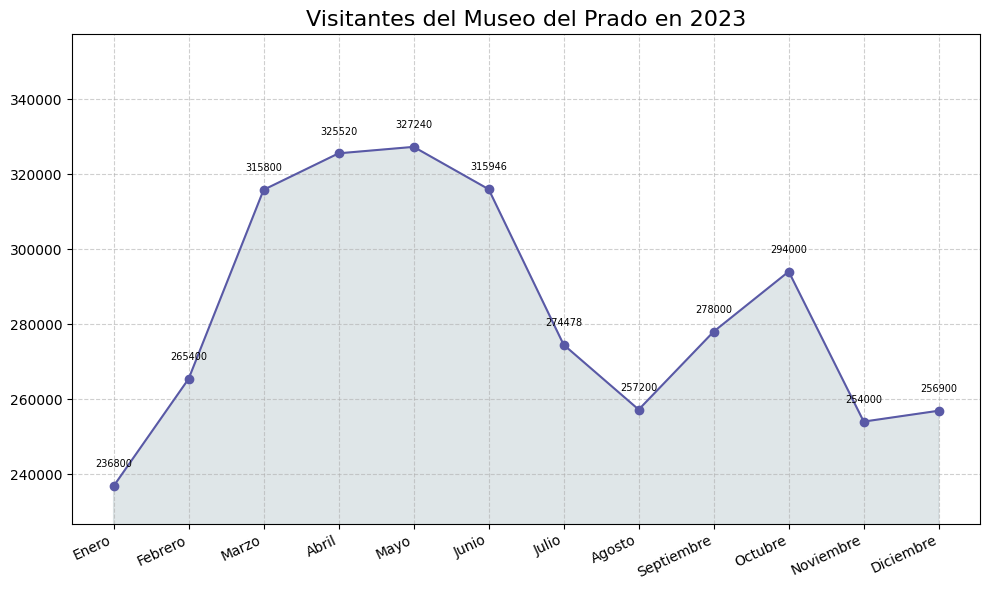 Visitantes del Museo del Prado en 2023
340000
320000
300000
280000
260000
240000
236800
265400
315800
325520
327240
315946
274478
257200
278000
294000
254000
256900
Enero
Febrero
Marzo
Abril
Mayo
Junio
Julio
Agosto
Septiembre
Octubre
Noviembre
Diciembre